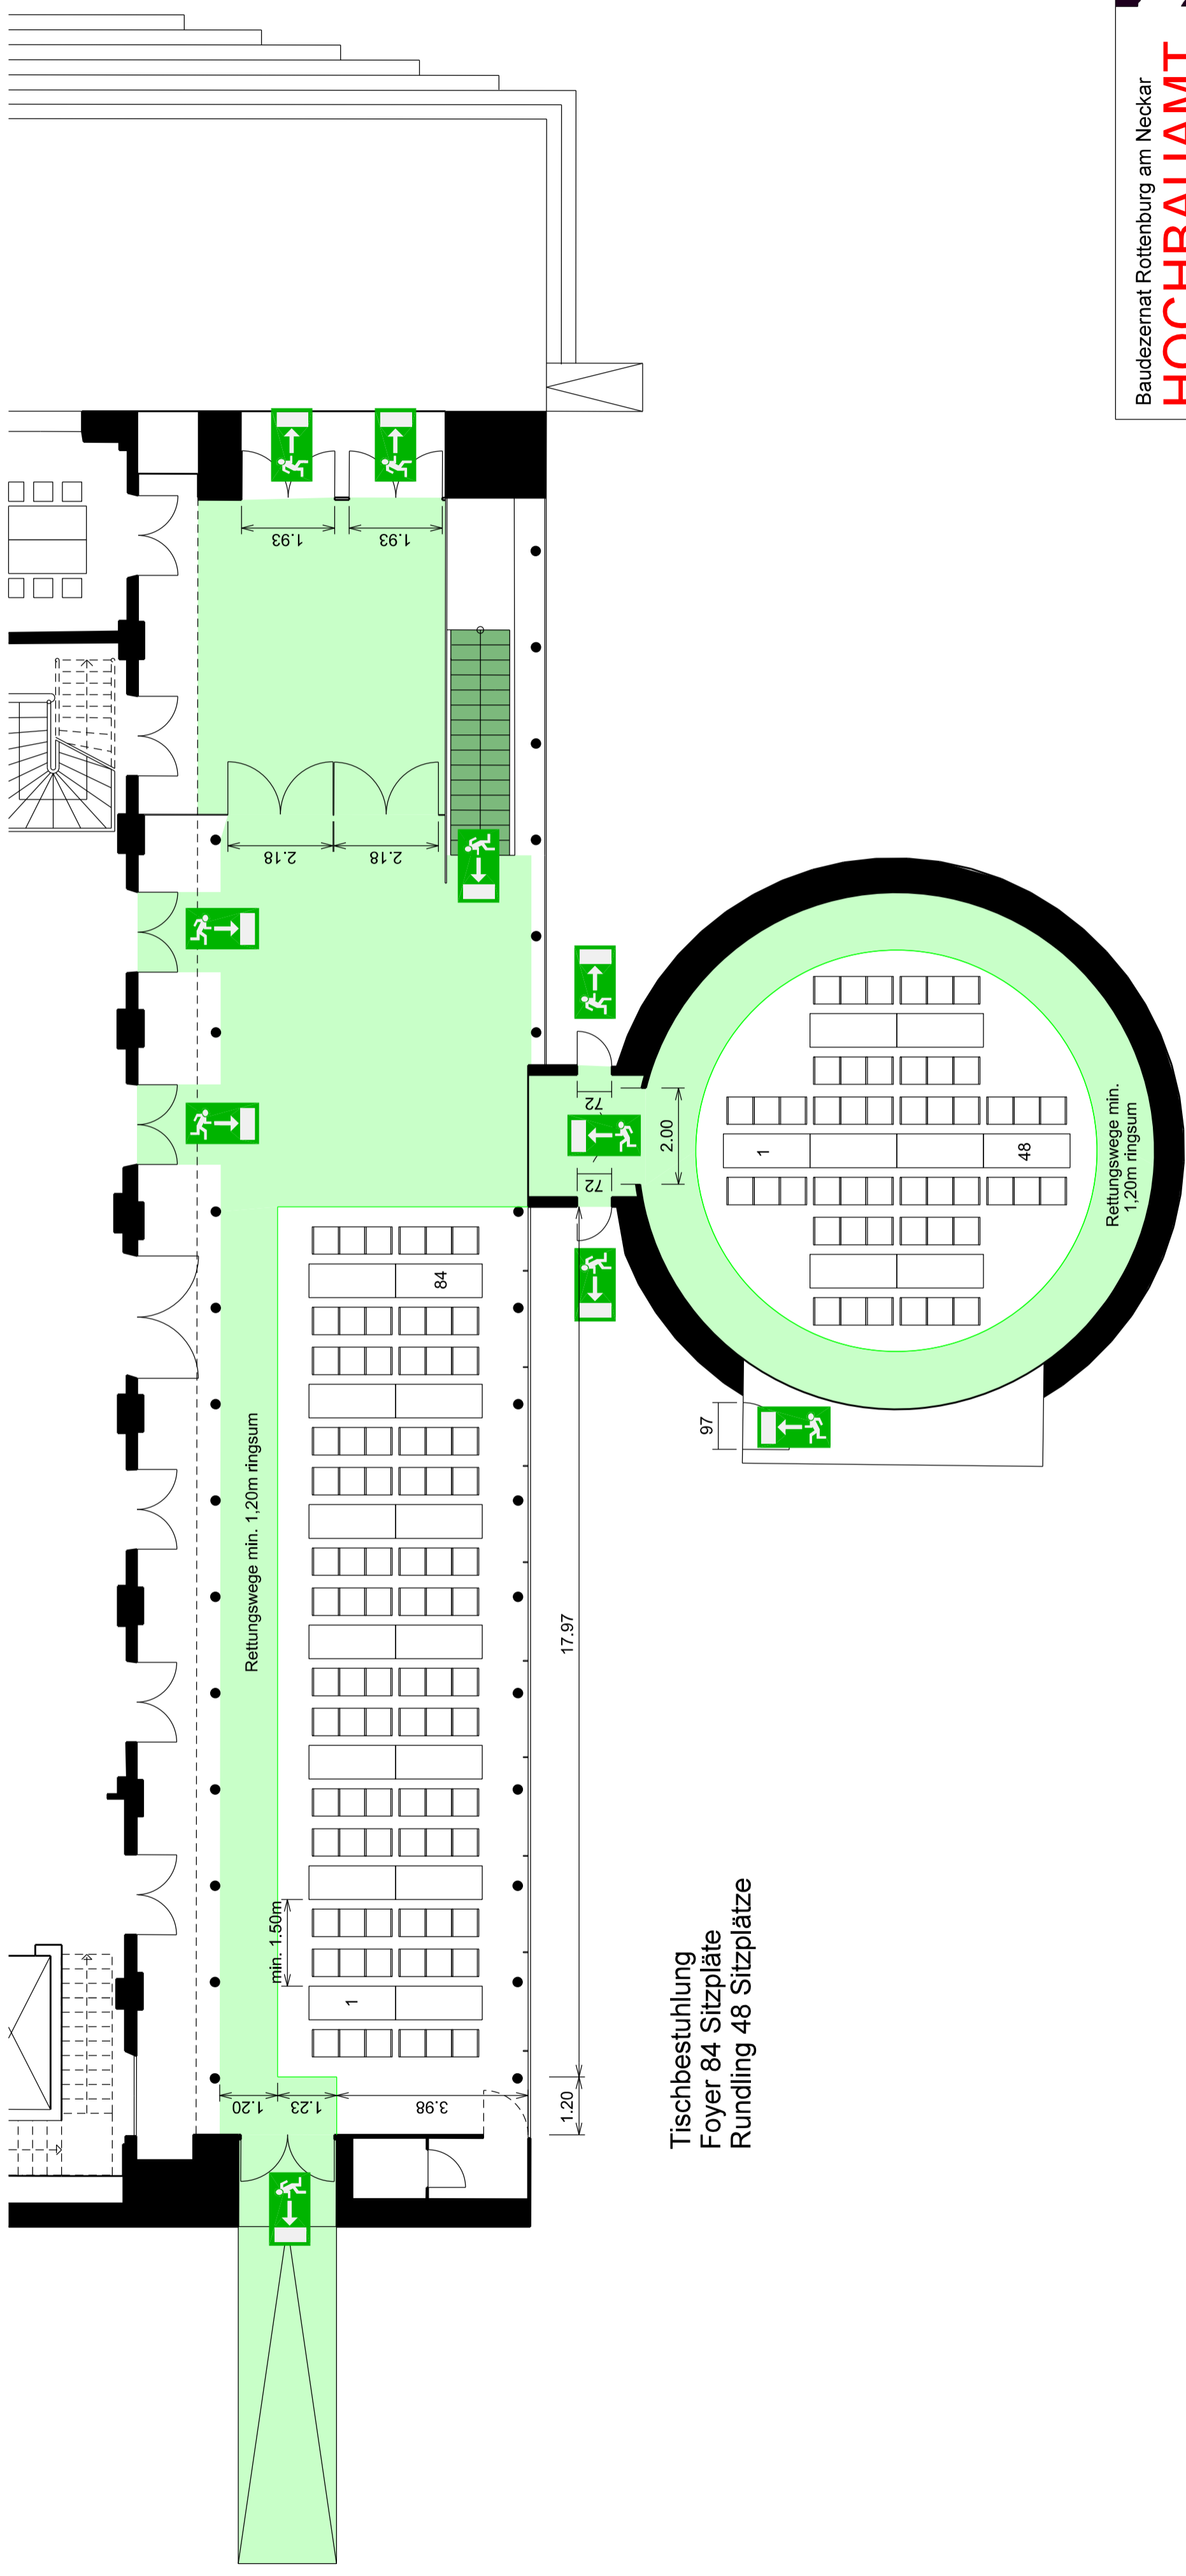 Baudezernat Rottenburg am Neckar
HOCHBAUAMT
1.93
1.93
2.18
2.18
72
72
2.00
1
48
Rettungswege min.
1,20m ringsum
97
84
Rettungswege min. 1,20m ringsum
17.97
min. 1.50m
1
1.20
1.23
3.98
1.20
Tischbestuhlung
Foyer 84 Sitzpläte
Rundling 48 Sitzplätze